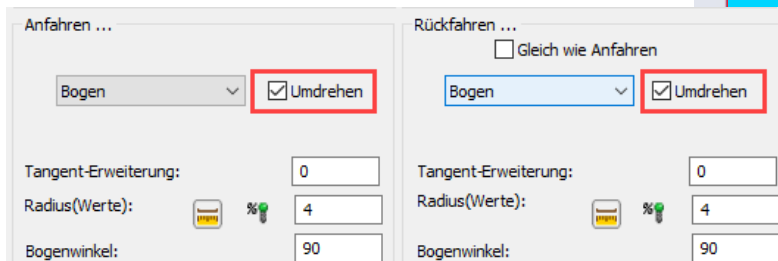 Anfahren ...
Bogen
Umdrehen
Tangent-Erweiterung:
0
Radius(Werte):
%
4
Bogenwinkel:
90
Rückfahren ...
Gleich wie Anfahren
Bogen
Umdrehen
Tangent-Erweiterung:
0
Radius(Werte):
%
4
Bogenwinkel:
90